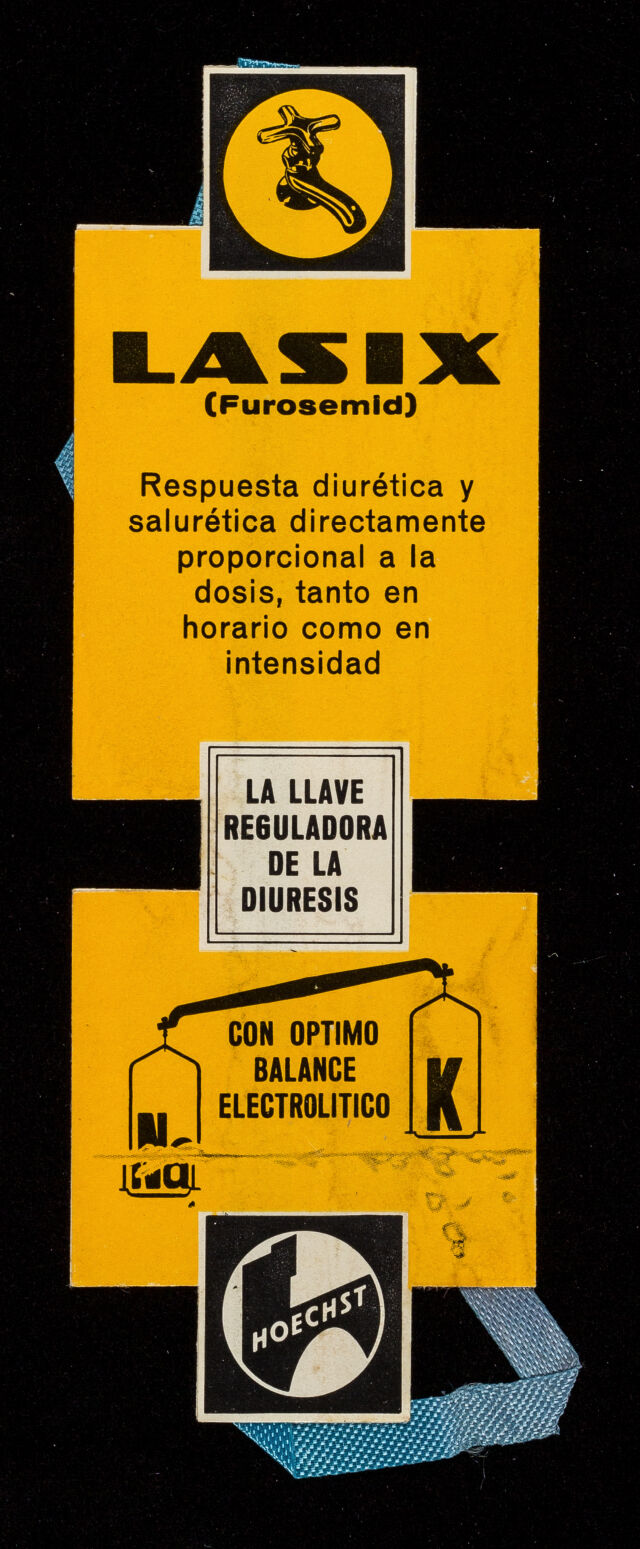 LASIX
(Furosemid)
Respuesta diurética y
salurética directamente
proporcional a la
dosis, tanto en
horario como en
intensidad
LA LLAVE
REGULADORA
DE LA
DIURESIS
CON OPTIMO
BALANCE
ELECTROLITICO
K
Na
HOECHST